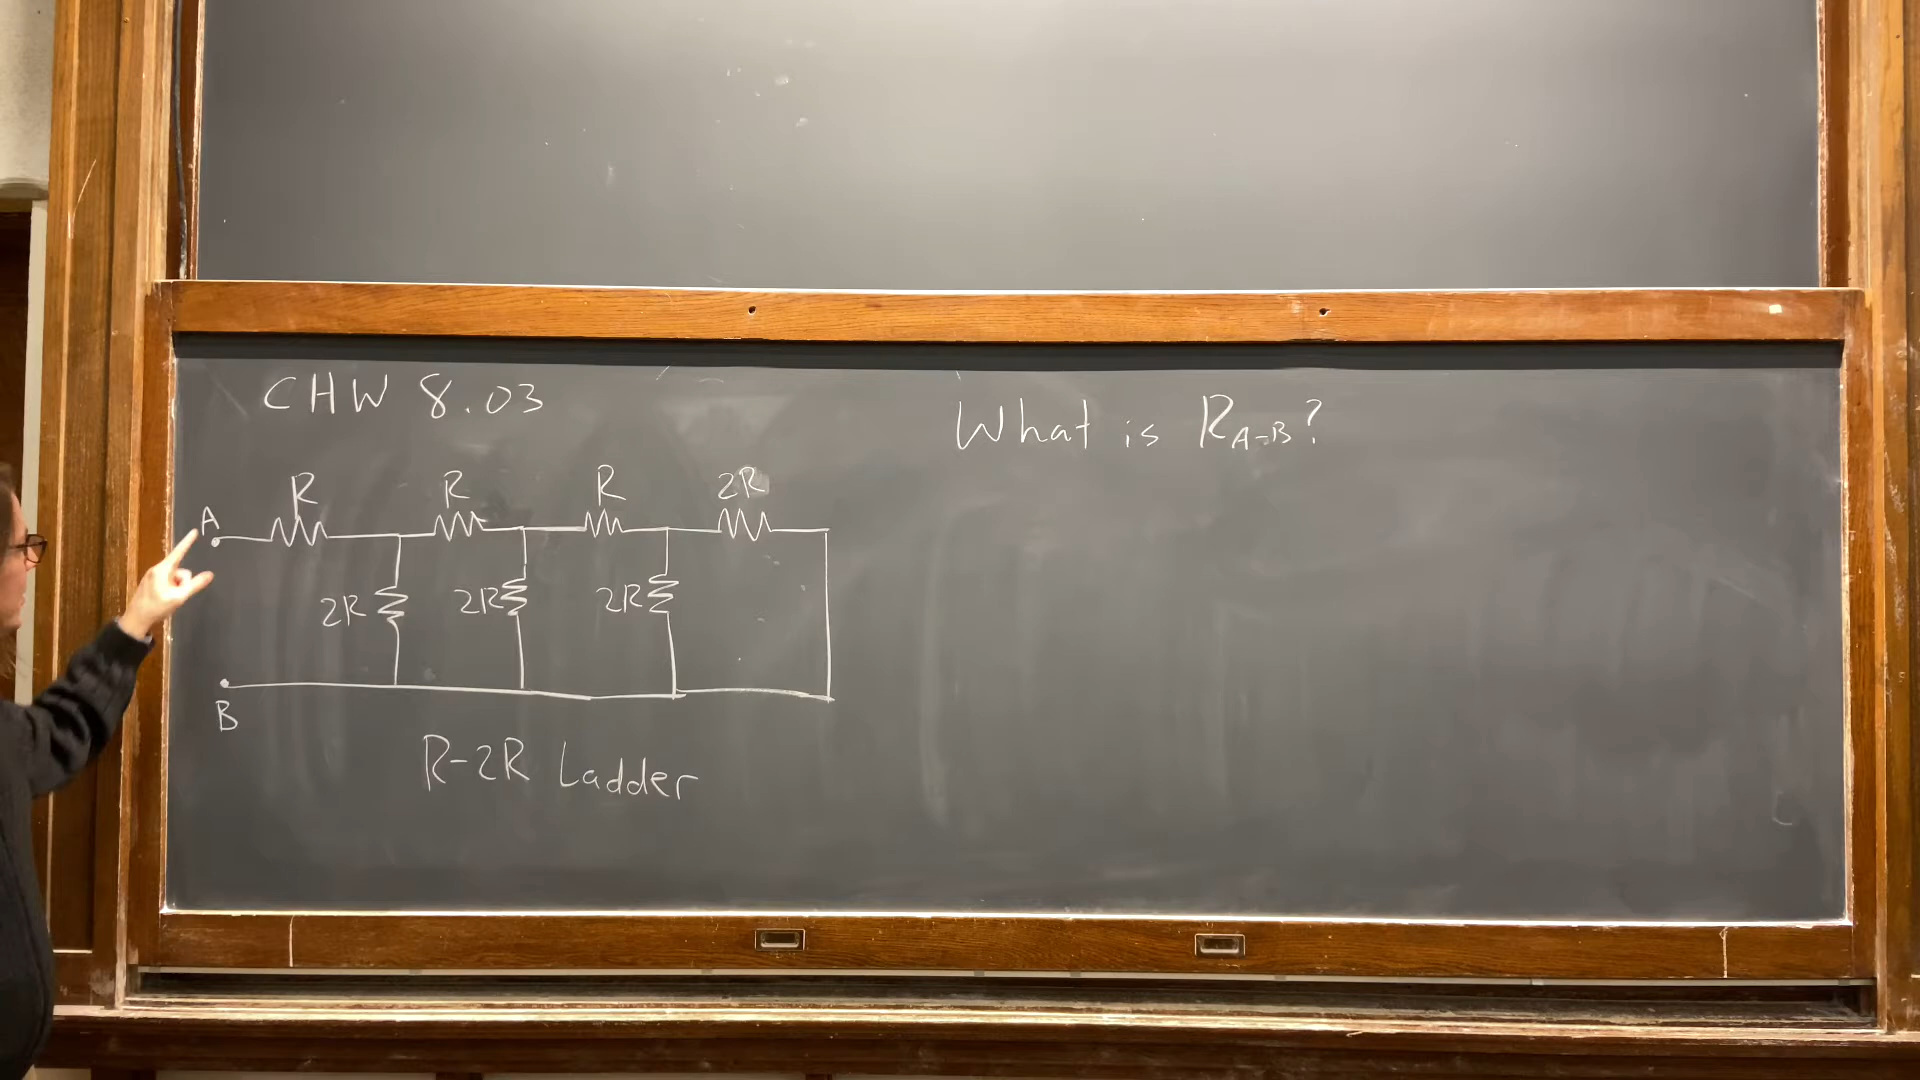 CHW 8.03
What is R_A-B?
R R R 2R
A
2R 2R 2R
B
R-2R Ladder